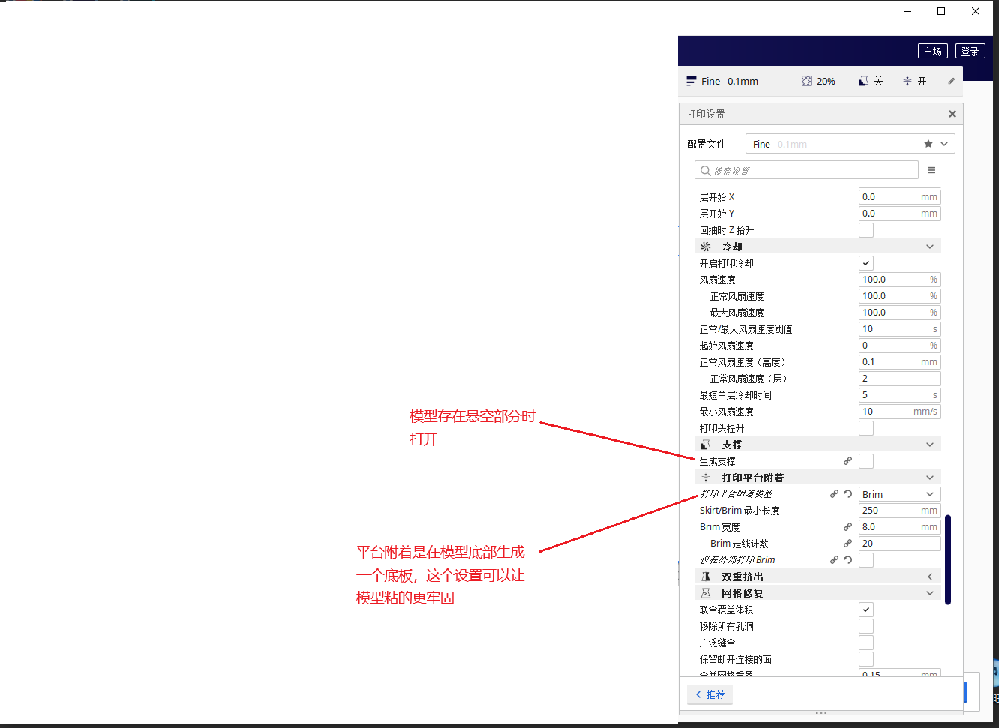 市场
登录
Fine - 0.1mm
20%
关
开
打印设置
配置文件
Fine - 0.1mm
搜索设置
层开始 X
0.0 mm
层开始 Y
0.0 mm
回抽时 Z 抬升
冷却
开启打印冷却
风扇速度
100.0 %
正常风扇速度
100.0 %
最大风扇速度
100.0 %
正常/最大风扇速度阈值
10 s
起始风扇速度
0 %
正常风扇速度（高度）
0.1 mm
正常风扇速度（层）
2
最短单层冷却时间
5 s
最小风扇速度
10 mm/s
打印头提升
模型存在悬空部分时
打开
支撑
生成支撑
打印平台附着
打印平台附着类型
Brim
Skirt/Brim 最小长度
250 mm
Brim 宽度
8.0 mm
Brim 走线计数
20
仅在外部打印 Brim
平台附着是在模型底部生成
一个底板，这个设置可以让
模型粘的更牢固
双重挤出
网格修复
联合覆盖体积
移除所有孔洞
广泛缝合
保留断开连接的面
合并网格重叠
0.15 mm
推荐